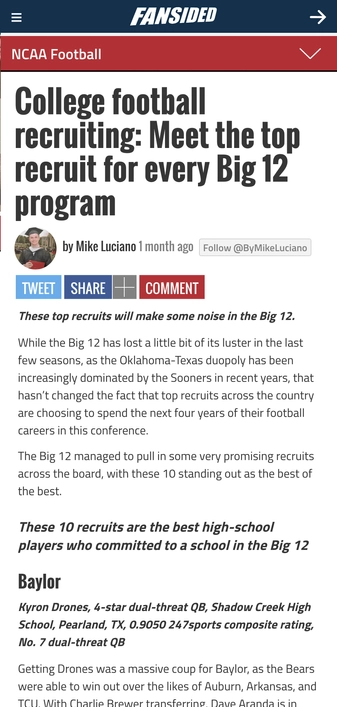 FANSIDED
NCAA Football
College football
recruiting: Meet the top
recruit for every Big 12
program
by Mike Luciano 1 month ago Follow @ByMikeLuciano
TWEET SHARE COMMENT
These top recruits will make some noise in the Big 12.
While the Big 12 has lost a little bit of its luster in the last
few seasons, as the Oklahoma-Texas duopoly has been
increasingly dominated by the Sooners in recent years, that
hasn't changed the fact that top recruits across the country
are choosing to spend the next four years of their football
careers in this conference.
The Big 12 managed to pull in some very promising recruits
across the board, with these 10 standing out as the best of
the best.
These 10 recruits are the best high-school
players who committed to a school in the Big 12
Baylor
Kyron Drones, 4-star dual-threat QB, Shadow Creek High
School, Pearland, TX, 0.9050 247sports composite rating,
No. 7 dual-threat QB
Getting Drones was a massive coup for Baylor, as the Bears
were able to win out over the likes of Auburn, Arkansas, and
TCU. With Charlie Brewer transferring, Dave Aranda is in